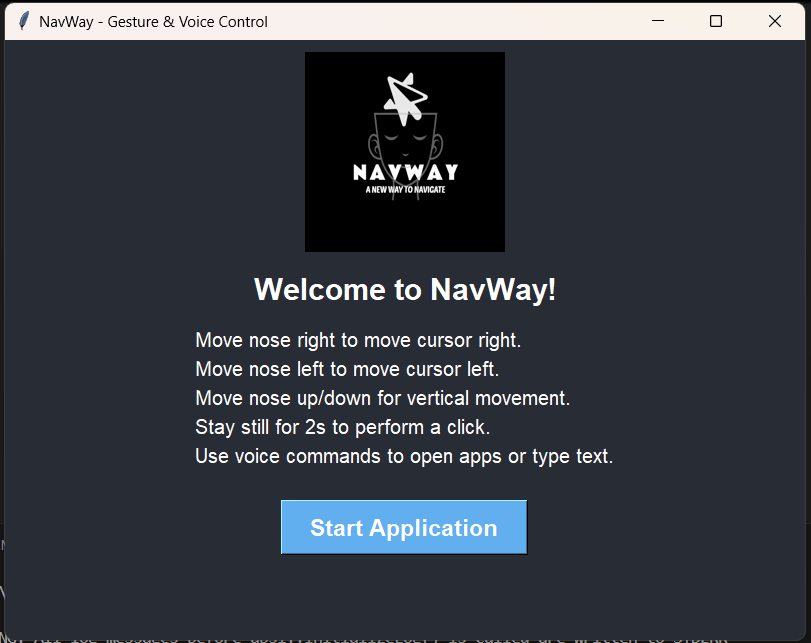 NavWay - Gesture & Voice Control
NAVWAY
A NEW WAY TO NAVIGATE
Welcome to NavWay!
Move nose right to move cursor right.
Move nose left to move cursor left.
Move nose up/down for vertical movement.
Stay still for 2s to perform a click.
Use voice commands to open apps or type text.
Start Application